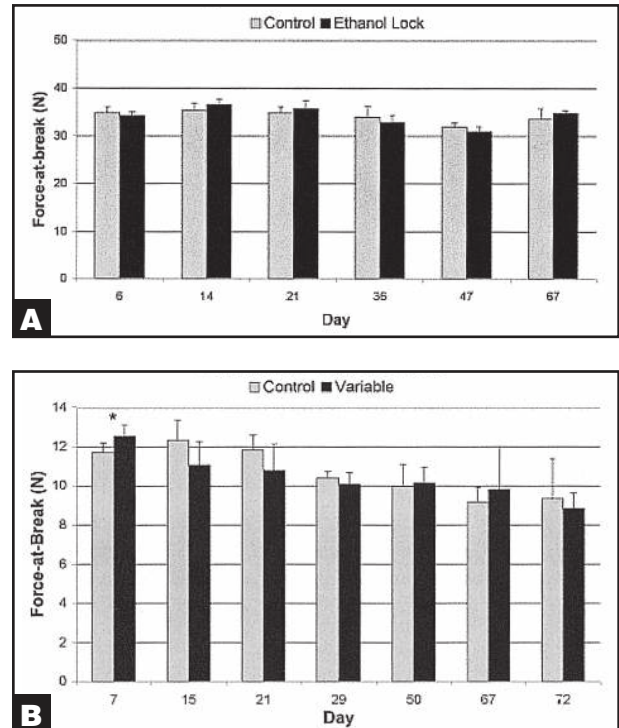 Control Ethanol Lock
50
40
30
20
10
0
Force-at-break (N)
6 14 21 35 47 67
Day
A
Control Variable
14
12
10
8
6
4
2
0
Force-at-Break (N)
*
7 15 21 29 50 67 72
Day
B